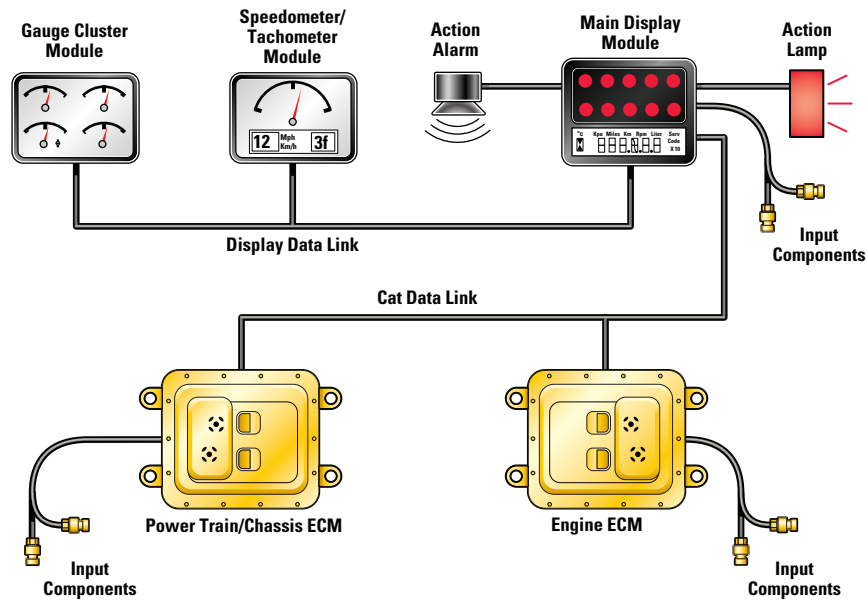 Gauge Cluster
Module
Speedometer/
Tachometer
Module
Action
Alarm
Main Display
Module
Action
Lamp
12 Mph
Km/h 3f
°C Kpa Miles Km Rpm Liter Serv
Code
X10
Display Data Link
Input
Components
Cat Data Link
Power Train/Chassis ECM
Engine ECM
Input
Components
Input
Components